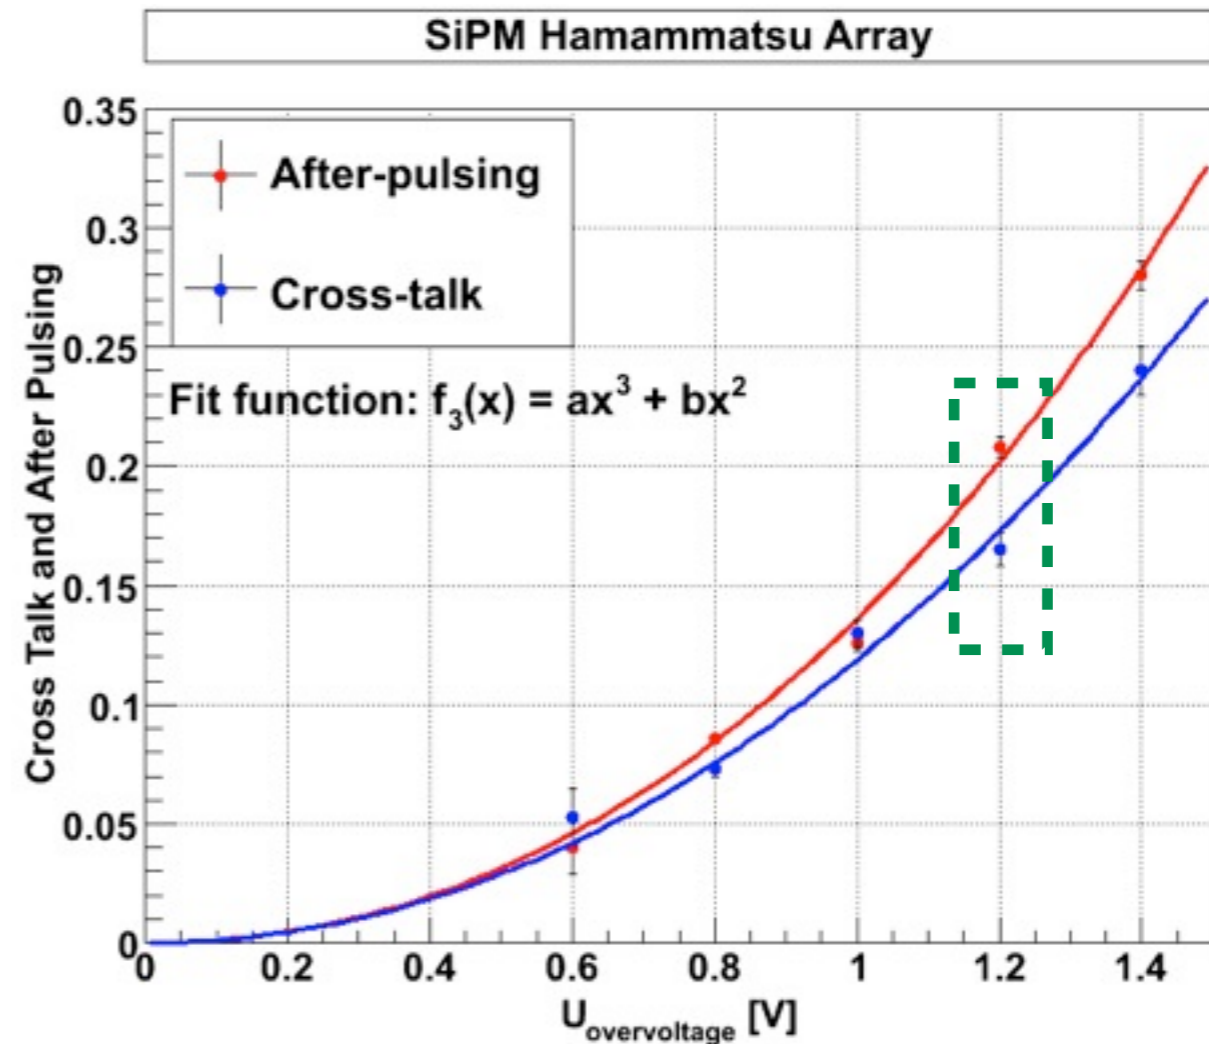 SiPM Hamammatsu Array
0.35
0.3
0.25
0.2
0.15
0.1
0.05
0
Cross Talk and After Pulsing
After-pulsing
Cross-talk
Fit function: f₃(x) = ax³ + bx²
0 0.2 0.4 0.6 0.8 1 1.2 1.4
U_overvoltage [V]